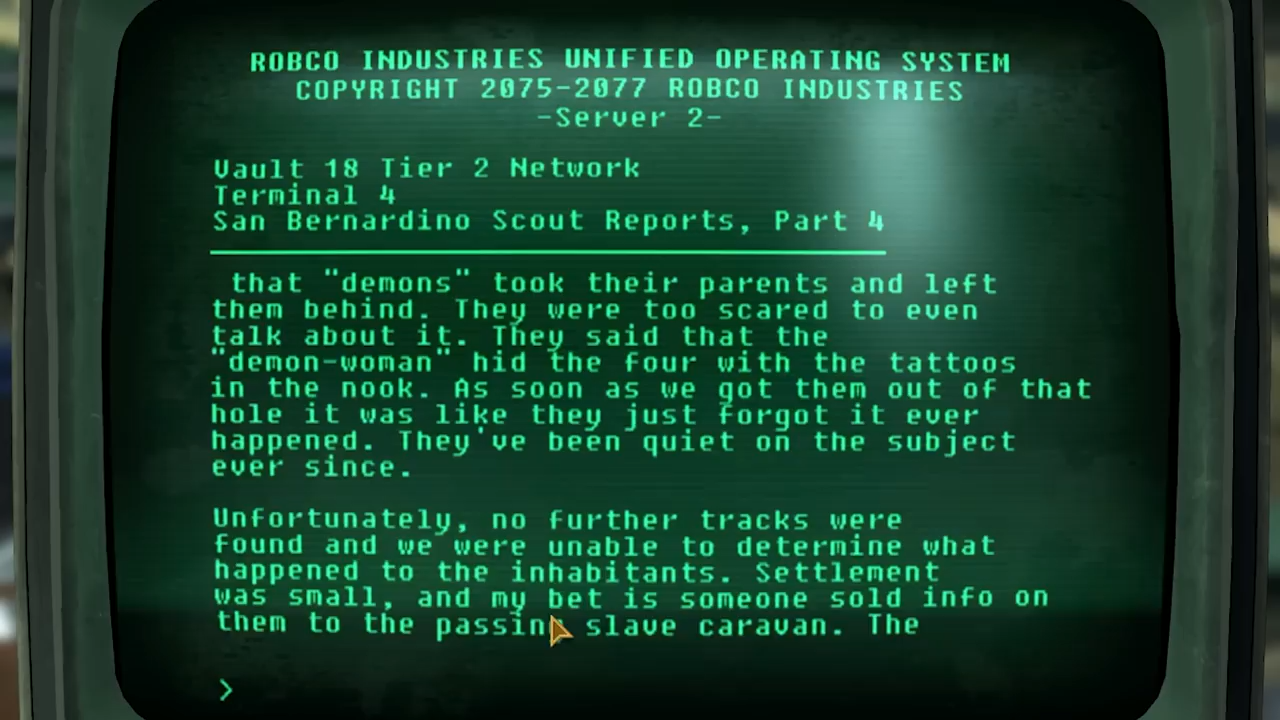 ROBCO INDUSTRIES UNIFIED OPERATING SYSTEM
COPYRIGHT 2075-2077 ROBCO INDUSTRIES
-Server 2-
Vault 18 Tier 2 Network
Terminal 4
San Bernardino Scout Reports, Part 4
that "demons" took their parents and left
them behind. They were too scared to even
talk about it. They said that the
"demon-woman" hid the four with the tattoos
in the nook. As soon as we got them out of that
hole it was like they just forgot it ever
happened. They've been quiet on the subject
ever since.
Unfortunately, no further tracks were
found and we were unable to determine what
happened to the inhabitants. Settlement
was small, and my bet is someone sold info on
them to the passing slave caravan. The
>